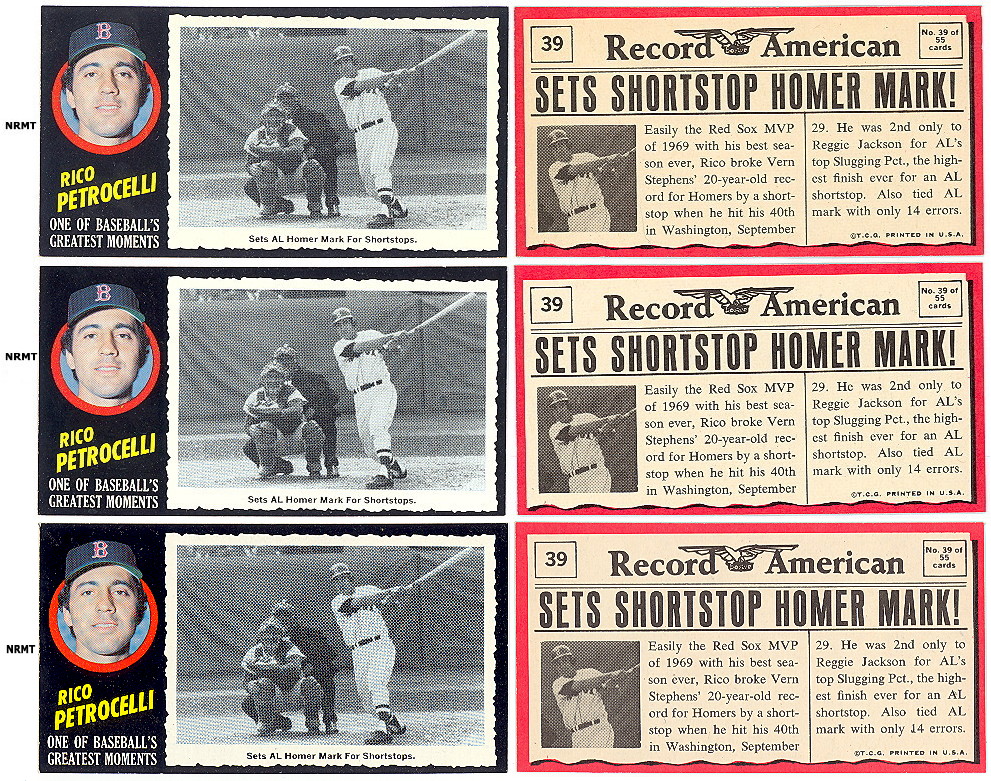 NRMT
B
RICO
PETROCELLI
ONE OF BASEBALL'S
GREATEST MOMENTS
Sets AL Homer Mark For Shortstops.
39
Record American
No. 39 of
55
cards
SETS SHORTSTOP HOMER MARK!
Easily the Red Sox MVP
of 1969 with his best sea-
son ever, Rico broke Vern
Stephens' 20-year-old rec-
ord for Homers by a short-
stop when he hit his 40th
in Washington, September
29. He was 2nd only to
Reggie Jackson for AL's
top Slugging Pct., the high-
est finish ever for an AL
shortstop. Also tied AL
mark with only 14 errors.
©T.C.G. PRINTED IN U.S.A.
NRMT
B
RICO
PETROCELLI
ONE OF BASEBALL'S
GREATEST MOMENTS
Sets AL Homer Mark For Shortstops.
39
Record American
No. 39 of
55
cards
SETS SHORTSTOP HOMER MARK!
Easily the Red Sox MVP
of 1969 with his best sea-
son ever, Rico broke Vern
Stephens' 20-year-old rec-
ord for Homers by a short-
stop when he hit his 40th
in Washington, September
29. He was 2nd only to
Reggie Jackson for AL's
top Slugging Pct., the high-
est finish ever for an AL
shortstop. Also tied AL
mark with only 14 errors.
©T.C.G. PRINTED IN U.S.A.
NRMT
B
RICO
PETROCELLI
ONE OF BASEBALL'S
GREATEST MOMENTS
Sets AL Homer Mark For Shortstops.
39
Record American
No. 39 of
55
cards
SETS SHORTSTOP HOMER MARK!
Easily the Red Sox MVP
of 1969 with his best sea-
son ever, Rico broke Vern
Stephens' 20-year-old rec-
ord for Homers by a short-
stop when he hit his 40th
in Washington, September
29. He was 2nd only to
Reggie Jackson for AL's
top Slugging Pct., the high-
est finish ever for an AL
shortstop. Also tied AL
mark with only 14 errors.
©T.C.G. PRINTED IN U.S.A.